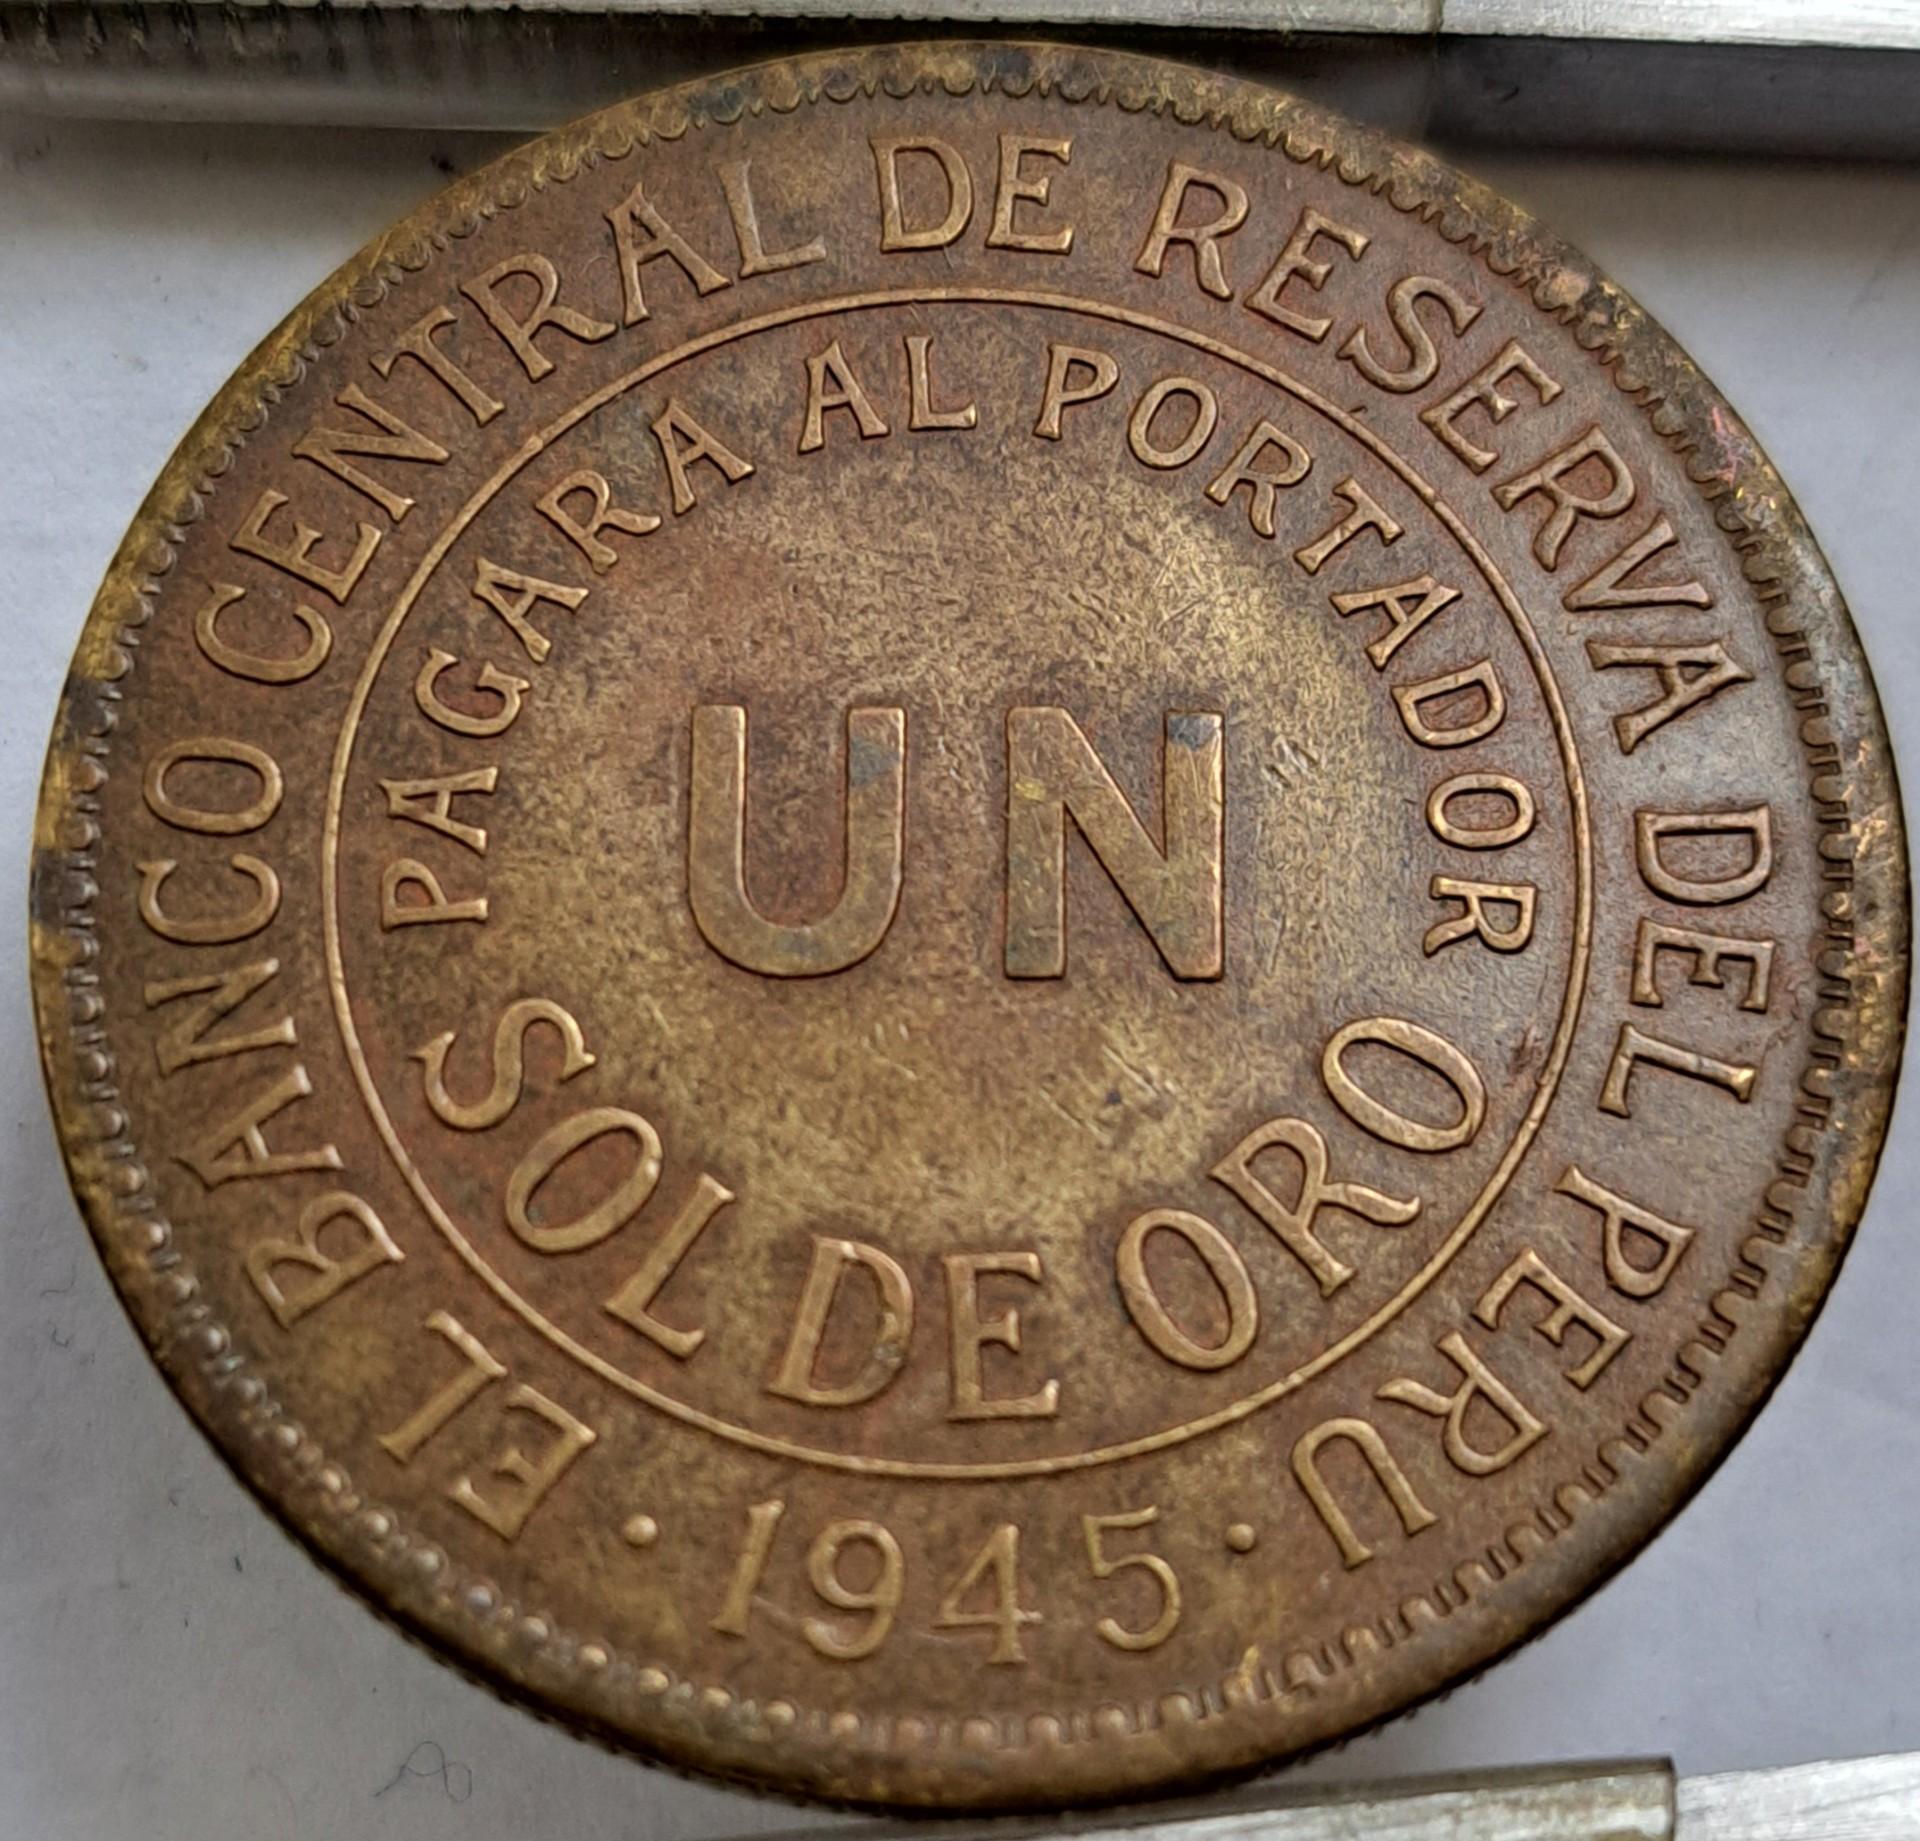 EL BANCO CENTRAL DE RESERVA DEL PERU
PAGARA AL PORTADOR
UN
SOL DE ORO
· 1945 ·